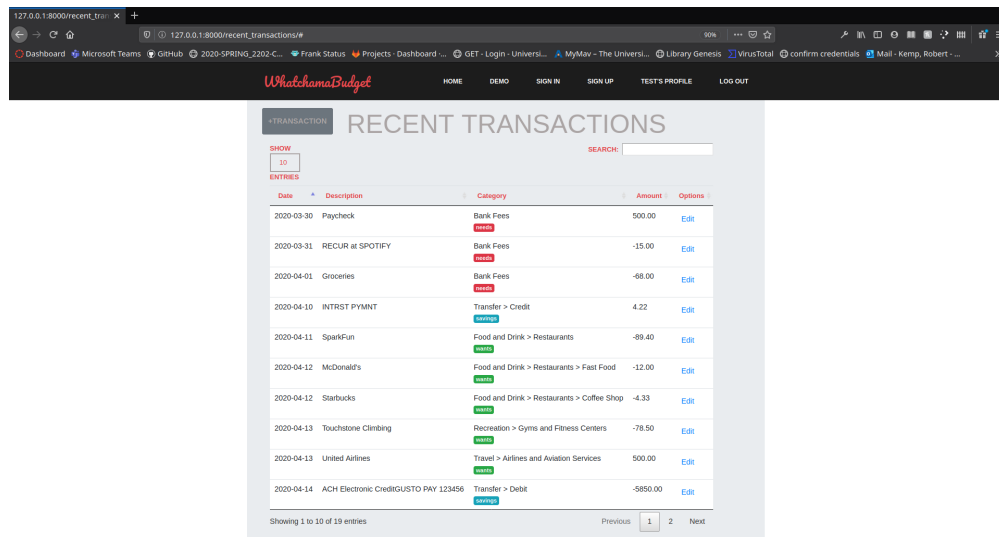 127.0.0.1:8000/recent_tran
127.0.0.1:8000/recent_transactions/#
90%
Dashboard Microsoft Teams GitHub 2020-SPRING_2202-C... Frank Status Projects · Dashboard ·... GET - Login - Universi... MyMav – The Universi... Library Genesis VirusTotal confirm credentials Mail - Kemp, Robert - ...
WhatchamaBudget HOME DEMO SIGN IN SIGN UP TEST'S PROFILE LOG OUT
+TRANSACTION RECENT TRANSACTIONS
SHOW SEARCH:
10
ENTRIES
Date Description Category Amount Options
2020-03-30 Paycheck Bank Fees 500.00 Edit
needs
2020-03-31 RECUR at SPOTIFY Bank Fees -15.00 Edit
needs
2020-04-01 Groceries Bank Fees -68.00 Edit
needs
2020-04-10 INTRST PYMNT Transfer > Credit 4.22 Edit
savings
2020-04-11 SparkFun Food and Drink > Restaurants -89.40 Edit
wants
2020-04-12 McDonald's Food and Drink > Restaurants > Fast Food -12.00 Edit
wants
2020-04-12 Starbucks Food and Drink > Restaurants > Coffee Shop -4.33 Edit
wants
2020-04-13 Touchstone Climbing Recreation > Gyms and Fitness Centers -78.50 Edit
wants
2020-04-13 United Airlines Travel > Airlines and Aviation Services 500.00 Edit
wants
2020-04-14 ACH Electronic CreditGUSTO PAY 123456 Transfer > Debit -5850.00 Edit
savings
Showing 1 to 10 of 19 entries Previous 1 2 Next